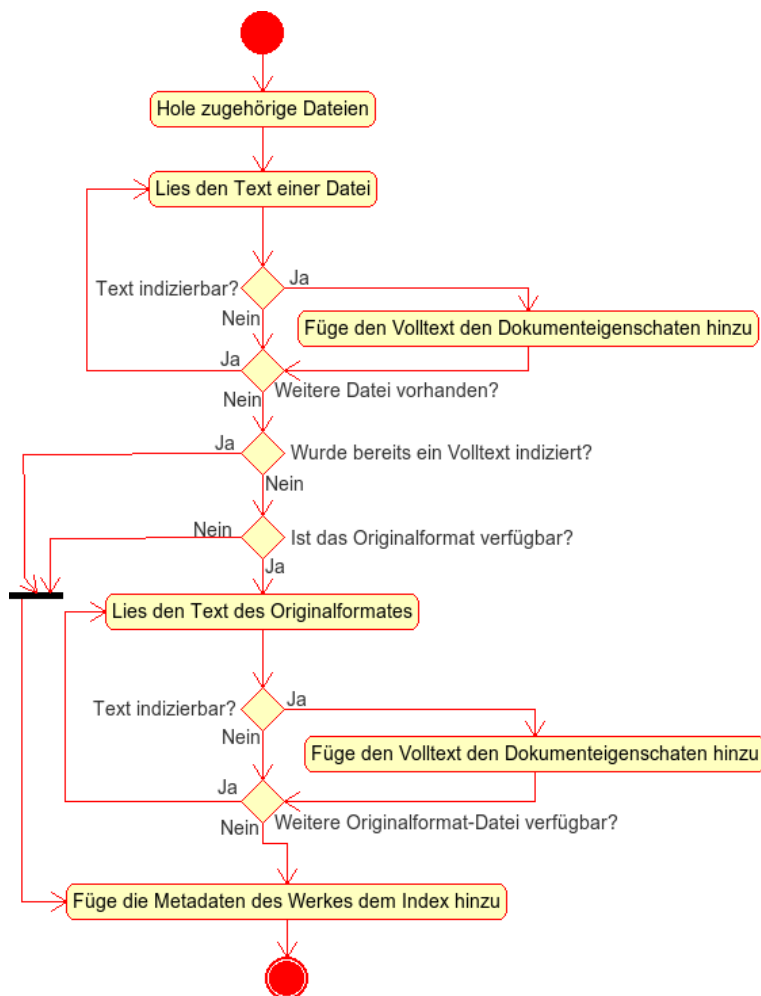 Hole zugehörige Dateien
Lies den Text einer Datei
Ja
Text indizierbar?
Nein
Füge den Volltext den Dokumenteigenschaten hinzu
Ja
Weitere Datei vorhanden?
Nein
Ja
Wurde bereits ein Volltext indiziert?
Nein
Nein
Ist das Originalformat verfügbar?
Ja
Lies den Text des Originalformates
Ja
Text indizierbar?
Nein
Füge den Volltext den Dokumenteigenschaten hinzu
Ja
Weitere Originalformat-Datei verfügbar?
Nein
Füge die Metadaten des Werkes dem Index hinzu